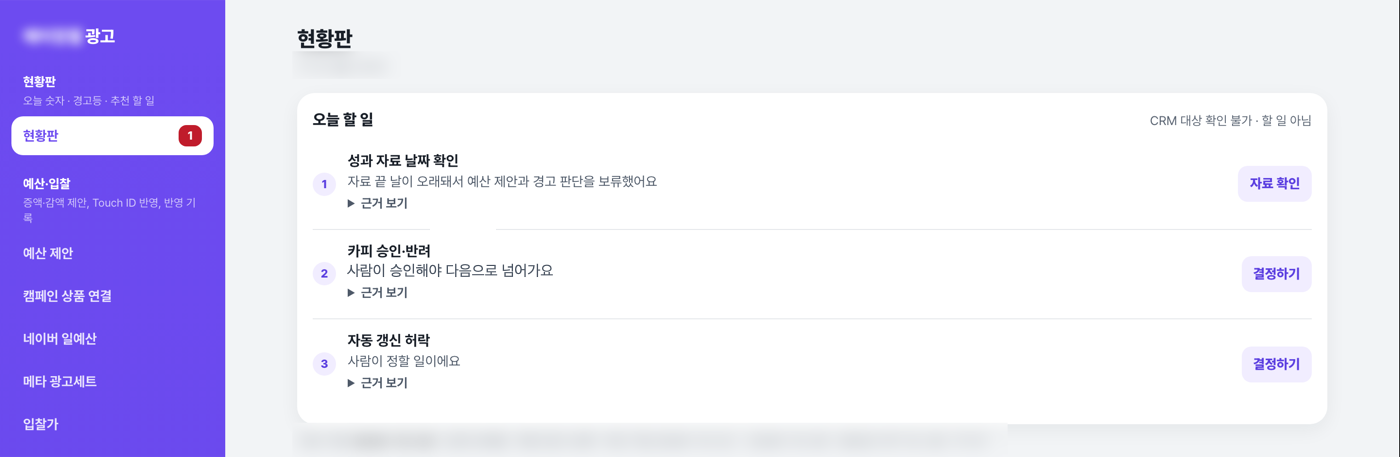 광고
현황판
오늘 숫자 · 경고등 · 추천 할 일
현황판
1
예산·입찰
증액·감액 제안, Touch ID 반영, 반영 기
록
예산 제안
캠페인 상품 연결
네이버 일예산
메타 광고세트
입찰가
현황판
오늘 할 일
CRM 대상 확인 불가 · 할 일 아님
1
성과 자료 날짜 확인
자료 끝 날이 오래돼서 예산 제안과 경고 판단을 보류했어요
▶ 근거 보기
자료 확인
2
카피 승인·반려
사람이 승인해야 다음으로 넘어가요
▶ 근거 보기
결정하기
3
자동 갱신 허락
사람이 정할 일이에요
▶ 근거 보기
결정하기